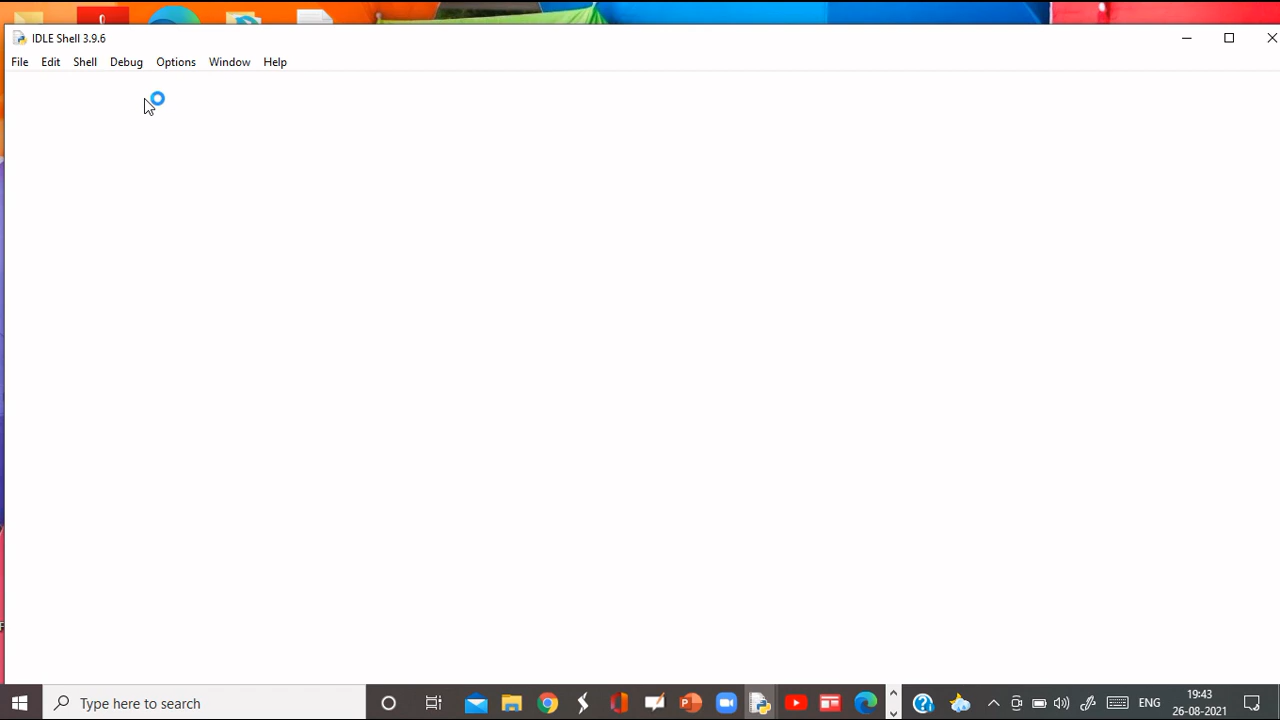 IDLE Shell 3.9.6
File Edit Shell Debug Options Window Help
Type here to search
ENG
19:43
26-08-2021